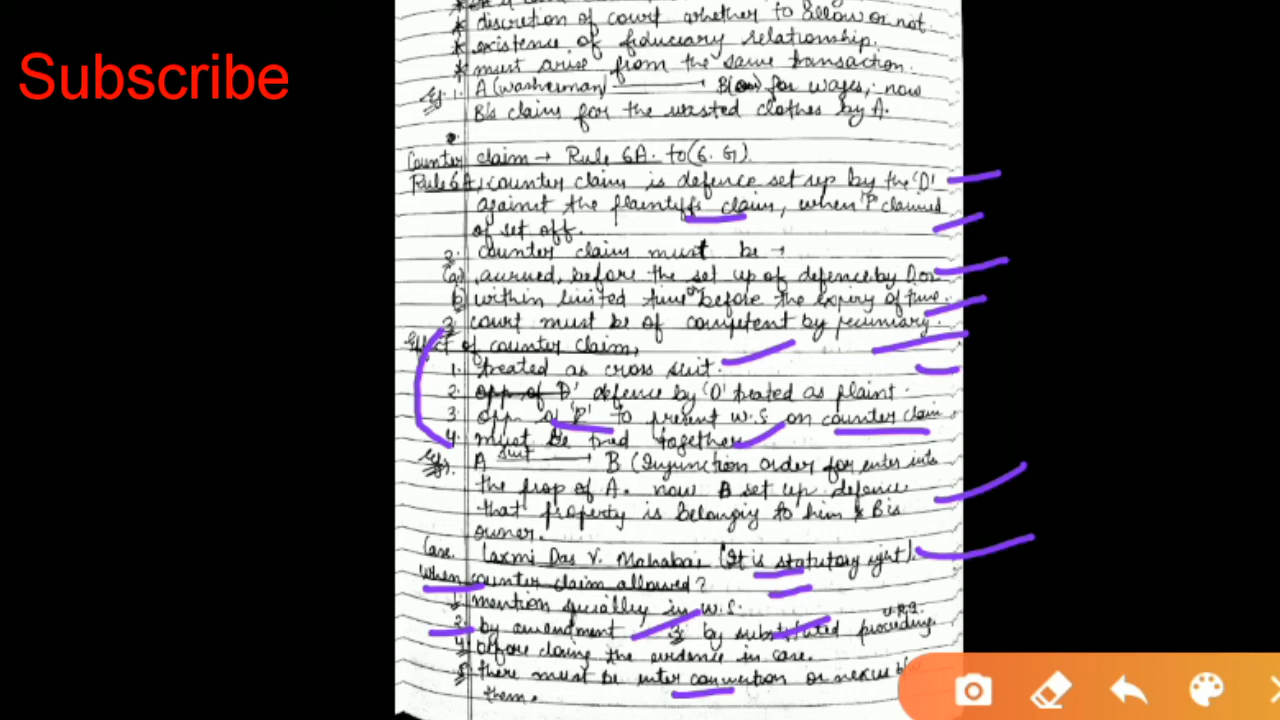 Subscribe
* discretion of court whether to allow or not.
* existence of fiduciary relationship.
* must arise from the same transaction.
Eg. 1. A (washerman) → B for wages, now
B's claim for the wasted clothes by A.
Counter claim → Rule 6A. to (6. G).
Rule 6A, counter claim is defence set up by the 'D'
against the plaintiffs claim, when 'P' claimed
of set off.
2. counter claim must be →
(a) accrued, before the set up of defence by D or
b) within limited time or before the expiry of time.
3. court must be of competent by pecuniary.
Effect of counter claim,
1. treated as cross suit.
2. defence by 'D' treated as plaint.
3. opp. of 'P' to present W.S on counter claim.
4. must be tried together
Eg. A suit → B (Injunction order for enter into
the prop of A. now B set up defence
that property is belongig to him & B is
owner.
Case. Laxmi Das V. Mahabai (It is statutory right).
When counter claim allowed?
1. mention specially in W.S.
2. by amendment 3. by substituted proceeding.
4. before closing the evidence in case.
5. there must be inter connection or nexus
them.